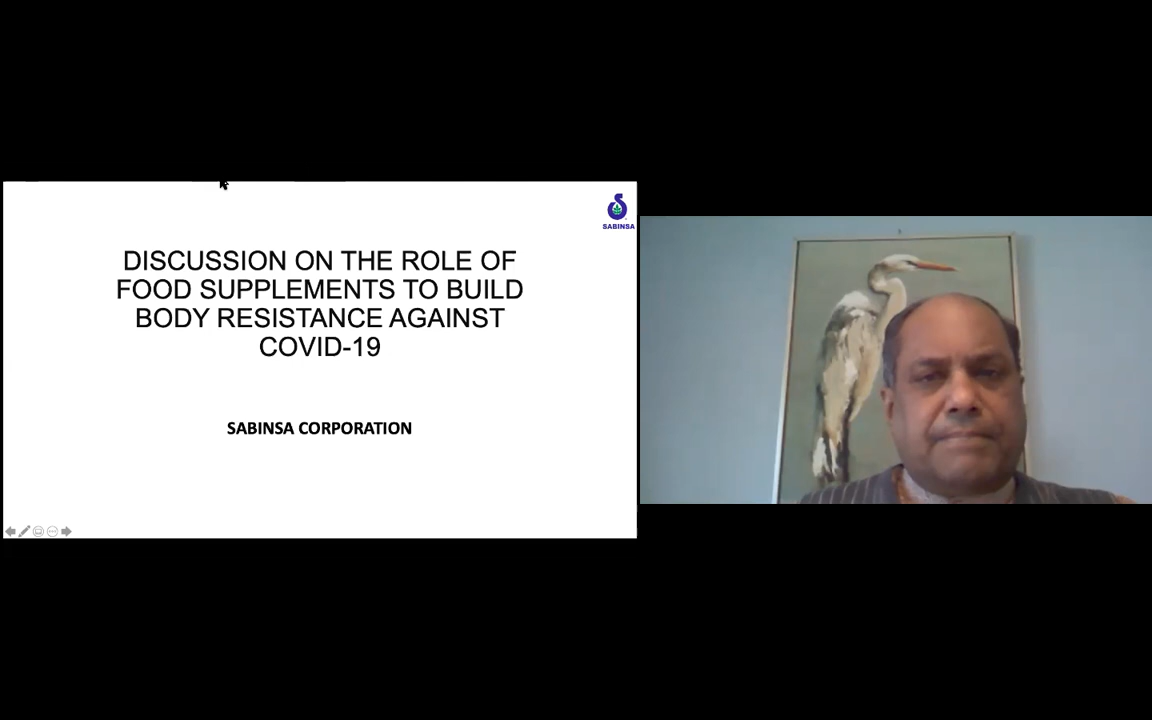 SABINSA
DISCUSSION ON THE ROLE OF
FOOD SUPPLEMENTS TO BUILD
BODY RESISTANCE AGAINST
COVID-19
SABINSA CORPORATION